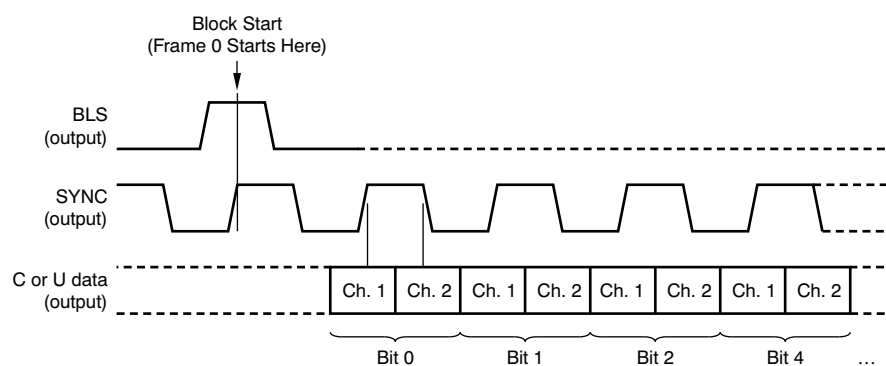 Block Start
(Frame 0 Starts Here)
BLS
(output)
SYNC
(output)
C or U data
(output)
Ch. 1 Ch. 2 Ch. 1 Ch. 2 Ch. 1 Ch. 2 Ch. 1 Ch. 2
Bit 0 Bit 1 Bit 2 Bit 4 ...